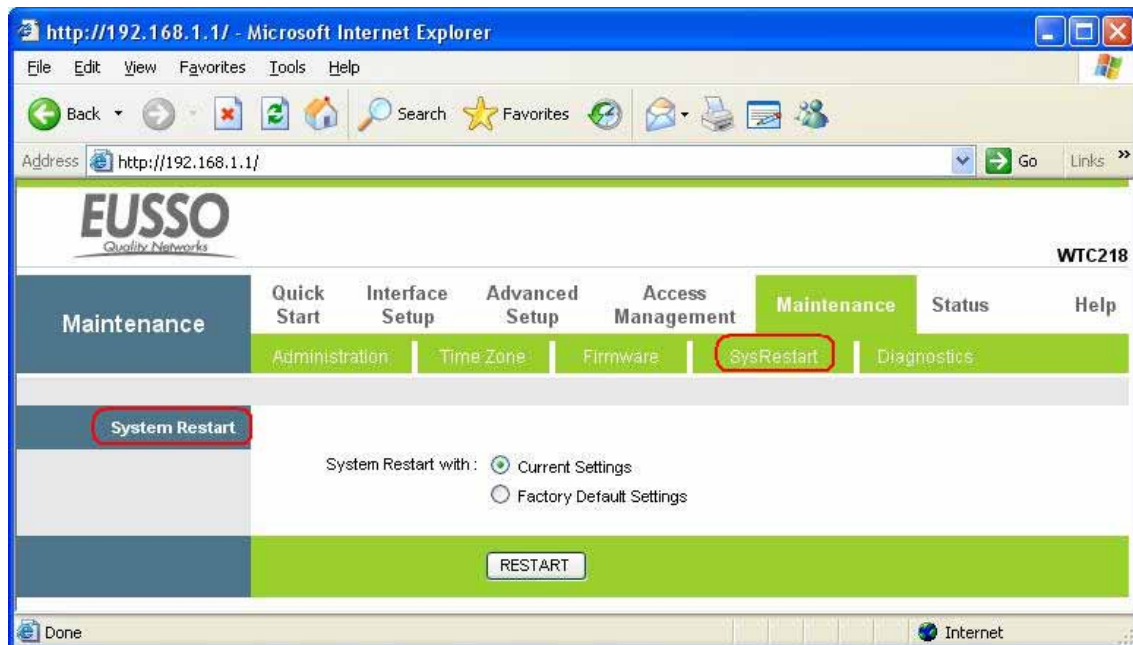 http://192.168.1.1/ - Microsoft Internet Explorer
File Edit View Favorites Tools Help
Back Search Favorites
Address http://192.168.1.1/ Go Links »
EUSSO
Quality Networks
WTC218
Maintenance
Quick Start Interface Setup Advanced Setup Access Management Maintenance Status Help
Administration Time Zone Firmware SysRestart Diagnostics
System Restart
System Restart with : Current Settings
Factory Default Settings
RESTART
Done Internet